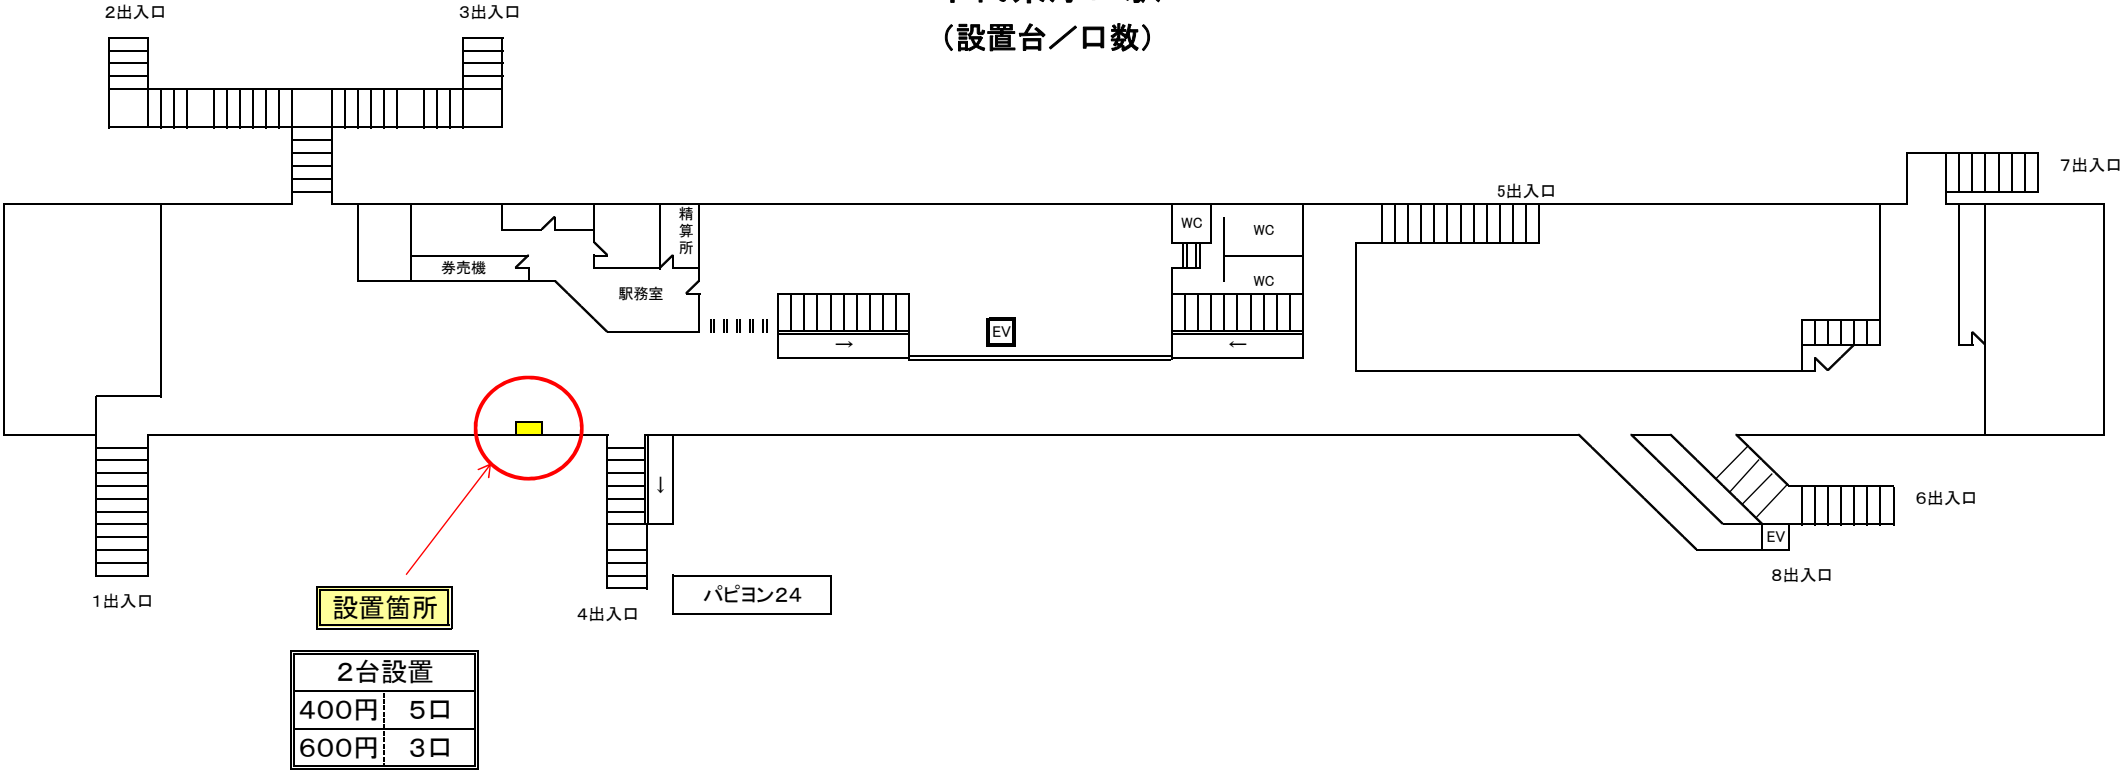 （設置台／口数）
2出入口
3出入口
7出入口
5出入口
精算所
WC
WC
券売機
WC
駅務室
EV
→
←
↓
6出入口
EV
8出入口
1出入口
設置箇所
パピヨン24
4出入口
2台設置
400円 5口
600円 3口